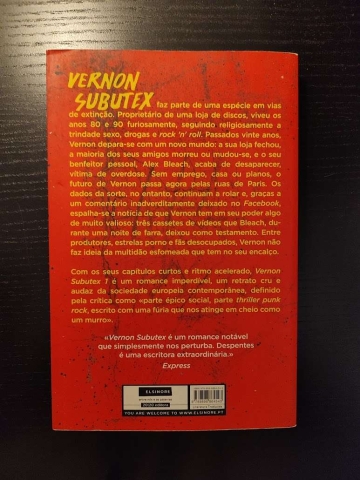 VERNON
SUBUTEX faz parte de uma espécie em vias
de extinção. Proprietário de uma loja de discos, viveu os
anos 80 e 90 furiosamente, seguindo religiosamente a
trindade sexo, drogas e rock 'n' roll. Passados vinte anos,
Vernon depara-se com um novo mundo: a sua loja fechou,
a maioria dos seus amigos morreu ou mudou-se, e o seu
benfeitor pessoal, Alex Bleach, acaba de desaparecer,
vítima de overdose. Sem emprego, casa ou planos, o
futuro de Vernon passa agora pelas ruas de Paris. Os
dados da sorte, no entanto, continuam a rolar e, graças a
um comentário inadvertidamente deixado no Facebook,
espalha-se a notícia de que Vernon tem em seu poder algo
de muito valioso: três cassetes de vídeos que Bleach, du-
rante uma noite de farra, deixou como testamento. Entre
produtores, estrelas porno e fãs desocupados, Vernon não
faz ideia da multidão esfomeada que tem no seu encalço.
Com os seus capítulos curtos e ritmo acelerado, Vernon
Subutex 1 é um romance imperdível, um retrato cru e
audaz da sociedade europeia contemporânea, definido
pela crítica como «parte épico social, parte thriller punk
rock, escrito com uma fúria que nos atinge em cheio como
um murro».
«Vernon Subutex é um romance notável
que simplesmente nos perturba. Despentes
é uma escritora extraordinária.»
Express
ELSINORE
YOU ARE WELCOME TO WWW.ELSINORE.PT